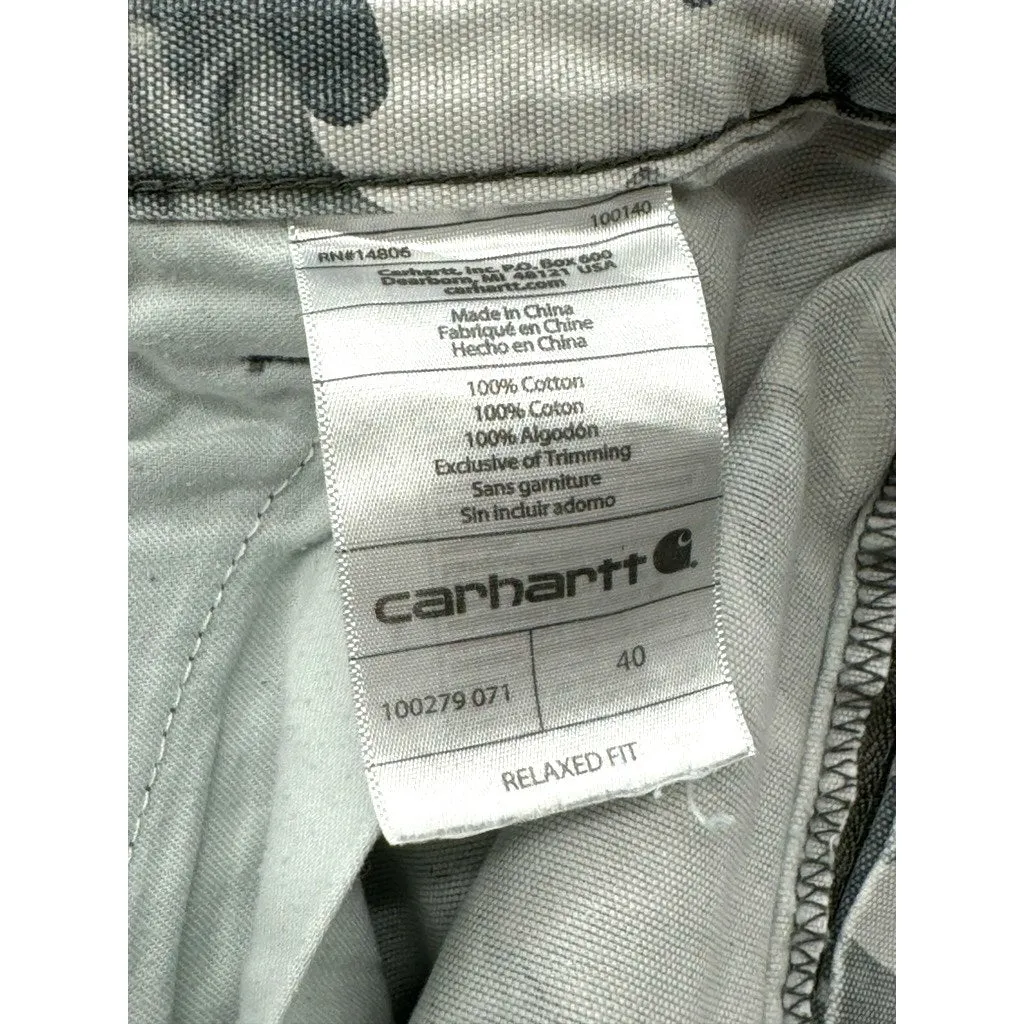 100140
RN#14806
Carhartt, Inc. P.O. Box 600
Dearborn, MI 48121 USA
carhartt.com
Made in China
Fabriqué en Chine
Hecho en China
100% Cotton
100% Coton
100% Algodón
Exclusive of Trimming
Sans garniture
Sin incluir adorno
carhartt
100279 071
40
RELAXED FIT